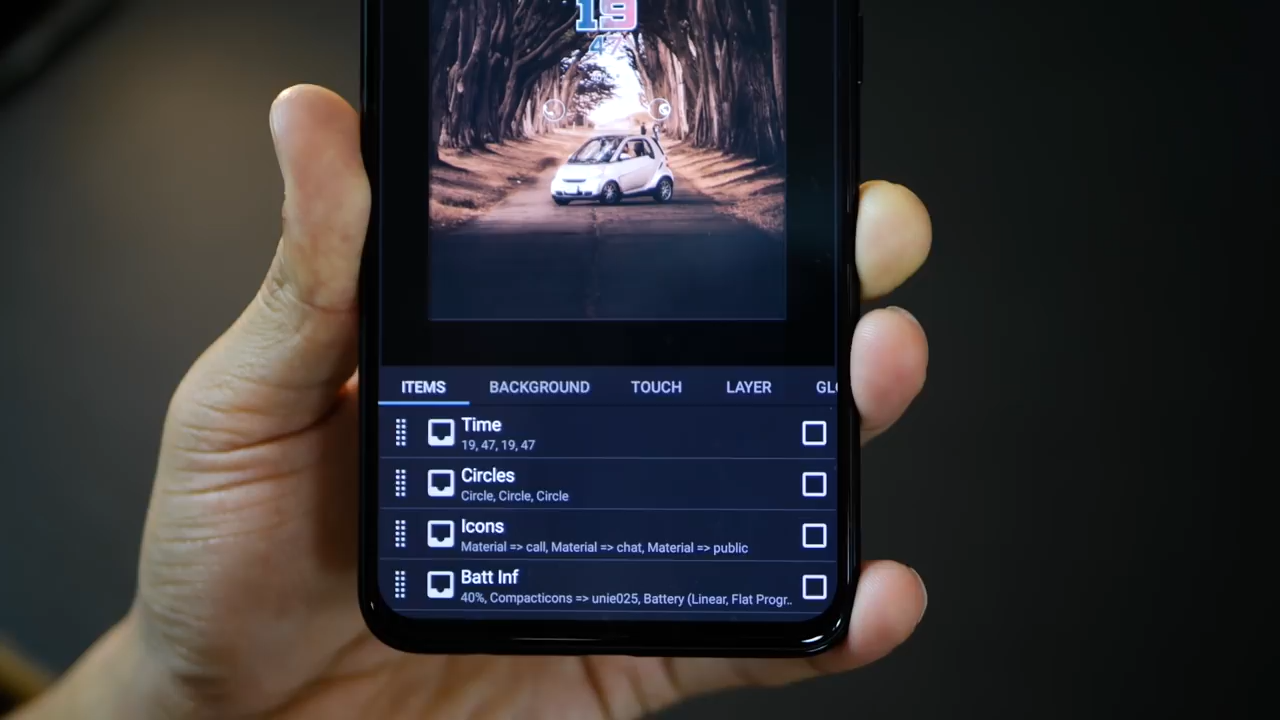 19
47
ITEMS BACKGROUND TOUCH LAYER GL
Time
19, 47, 19, 47
Circles
Circle, Circle, Circle
Icons
Material => call, Material => chat, Material => public
Batt Inf
40%, Compacticons => unie025, Battery (Linear, Flat Progr..